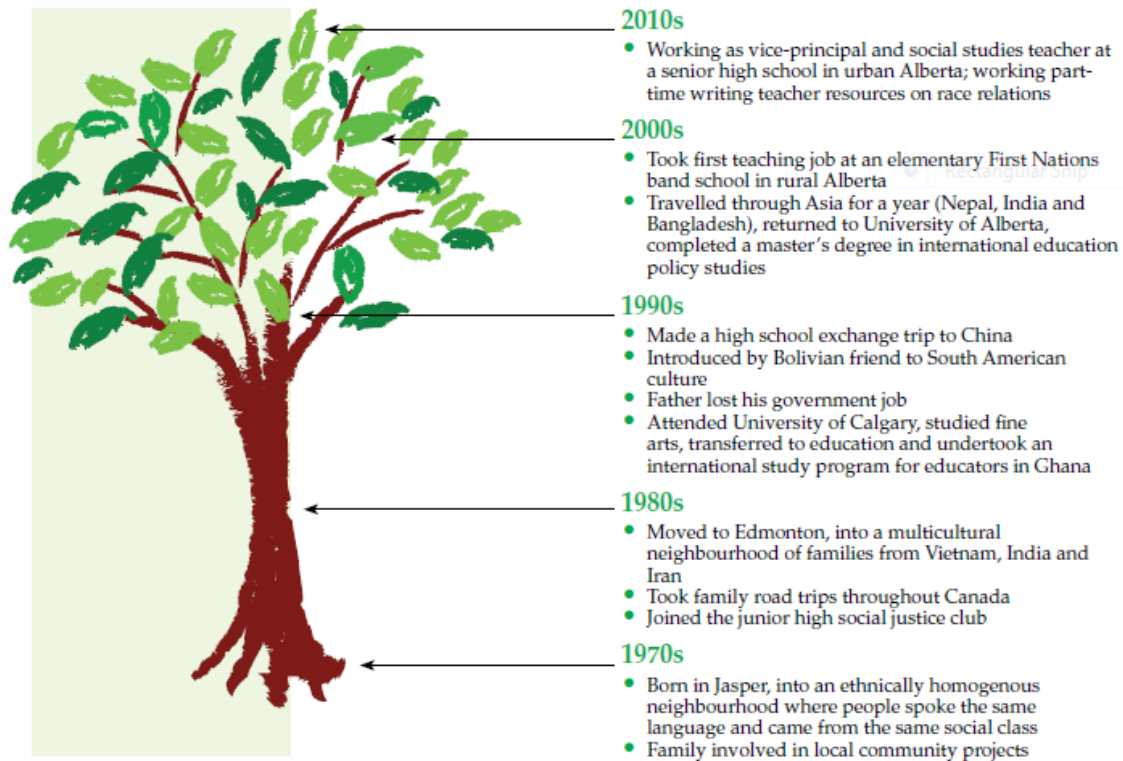 2010s
• Working as vice-principal and social studies teacher at
a senior high school in urban Alberta; working part-
time writing teacher resources on race relations
2000s
• Took first teaching job at an elementary First Nations
band school in rural Alberta
Rectangular Snip
• Travelled through Asia for a year (Nepal, India and
Bangladesh), returned to University of Alberta,
completed a master's degree in international education
policy studies
1990s
• Made a high school exchange trip to China
• Introduced by Bolivian friend to South American
culture
• Father lost his government job
• Attended University of Calgary, studied fine
arts, transferred to education and undertook an
international study program for educators in Ghana
1980s
• Moved to Edmonton, into a multicultural
neighbourhood of families from Vietnam, India and
Iran
• Took family road trips throughout Canada
• Joined the junior high social justice club
1970s
• Born in Jasper, into an ethnically homogenous
neighbourhood where people spoke the same
language and came from the same social class
• Family involved in local community projects